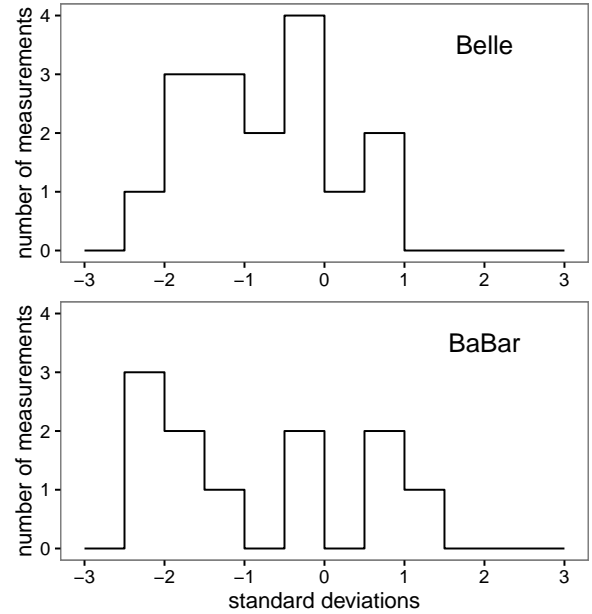 number of measurements
4
3
2
1
0
Belle
−3 −2 −1 0 1 2 3
number of measurements
4
3
2
1
0
BaBar
−3 −2 −1 0 1 2 3
standard deviations